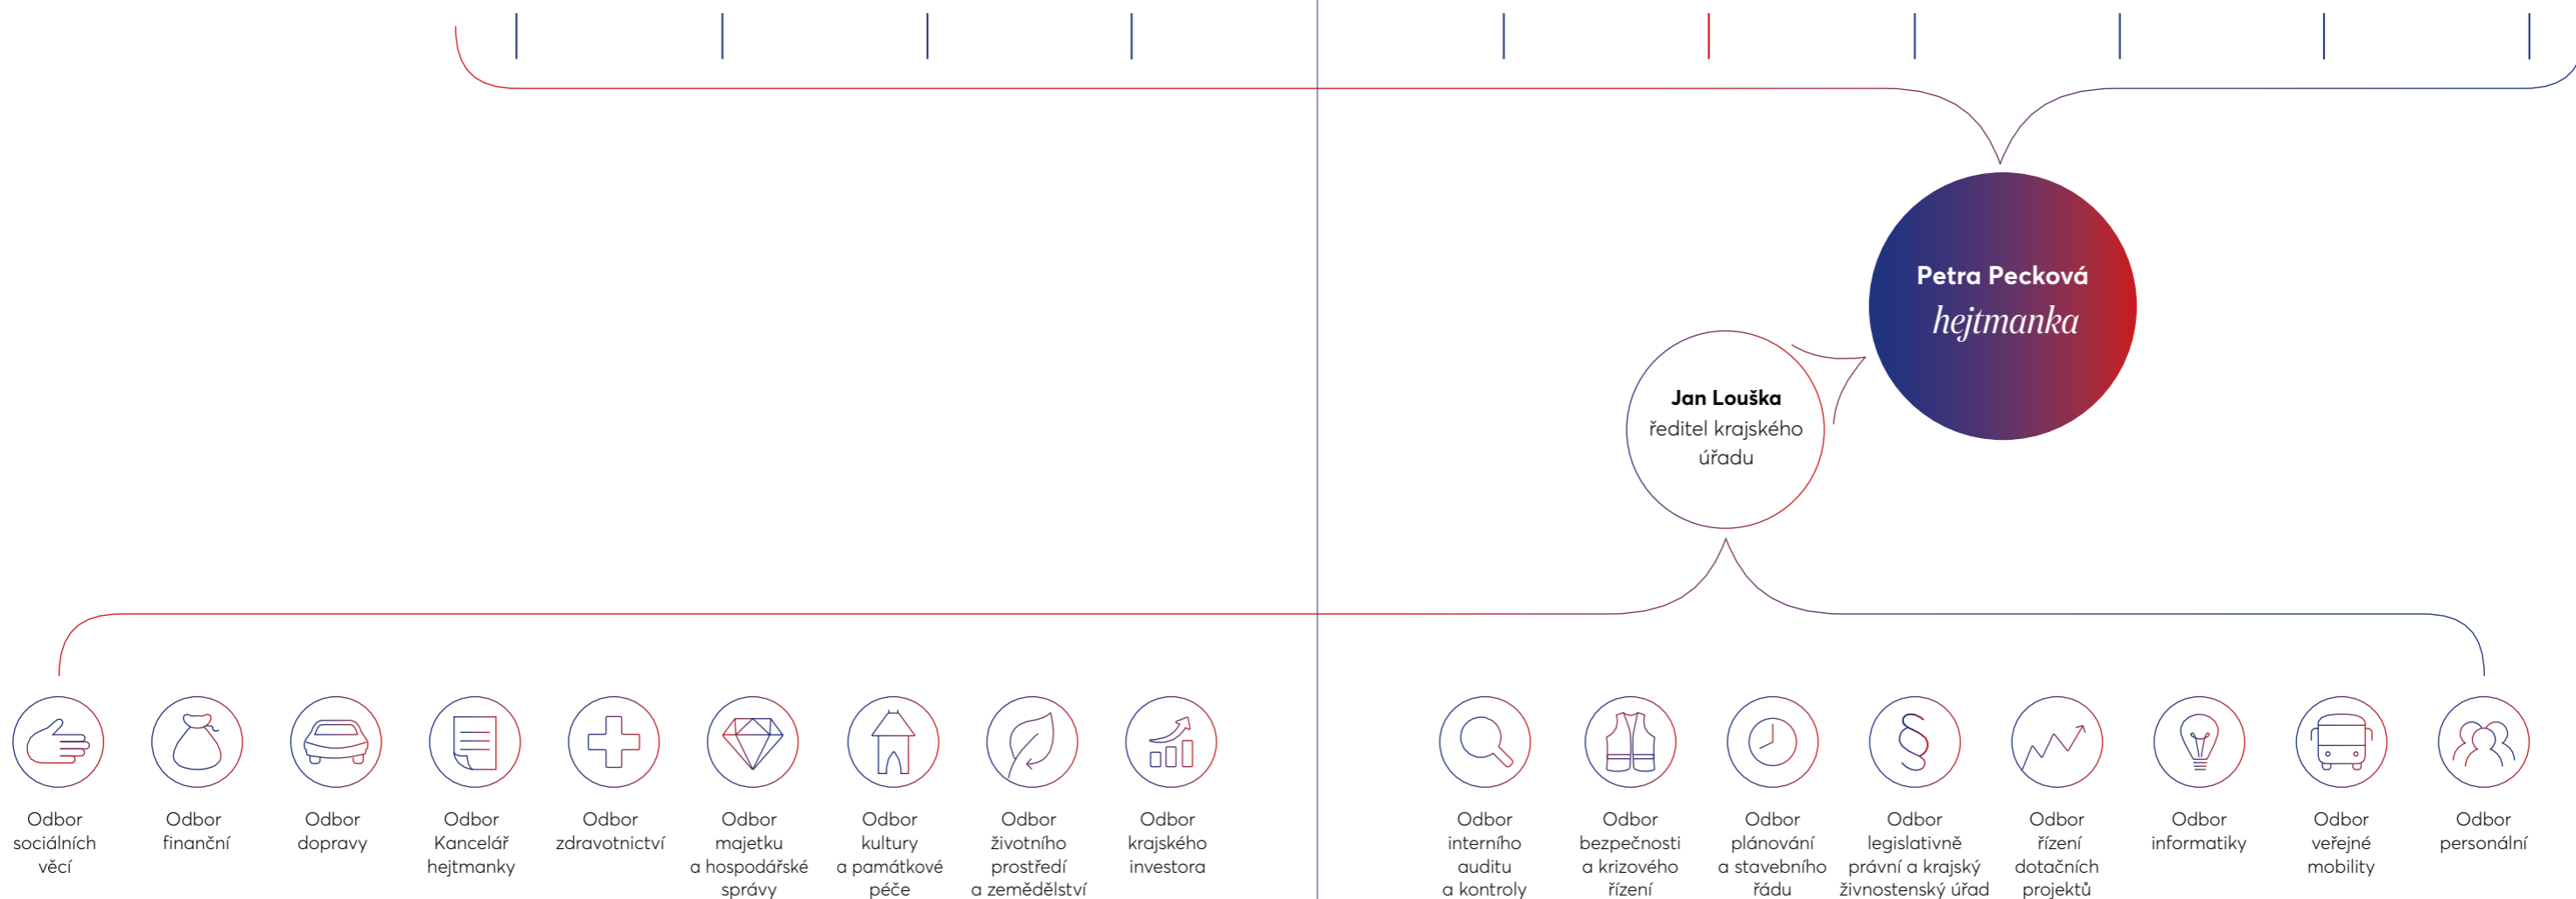 Petra Pecková
hejtmanka
Jan Louška
ředitel krajského
úřadu
Odbor
sociálních
věcí
Odbor
finanční
Odbor
dopravy
Odbor
Kancelář
hejtmanky
Odbor
zdravotnictví
Odbor
majetku
a hospodářské
správy
Odbor
kultury
a památkové
péče
Odbor
životního
prostředí
a zemědělství
Odbor
krajského
investora
Odbor
interního
auditu
a kontroly
Odbor
bezpečnosti
a krizového
řízení
Odbor
plánování
a stavebního
řádu
Odbor
legislativně
právní a krajský
živnostenský úřad
Odbor
řízení
dotačních
projektů
Odbor
informatiky
Odbor
veřejné
mobility
Odbor
personální